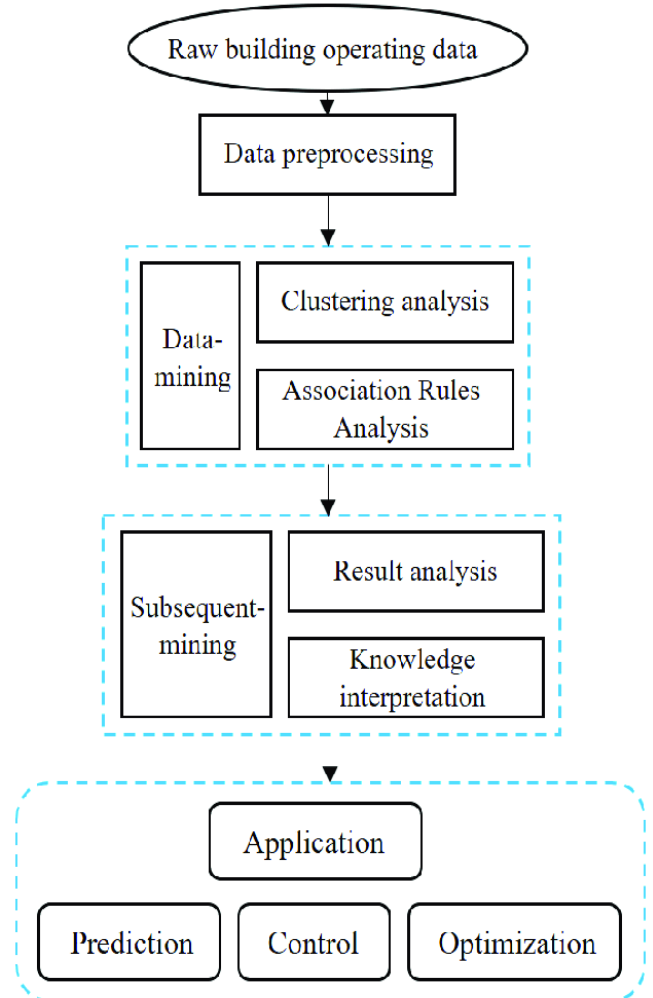 Raw building operating data
Data preprocessing
Data-
mining
Clustering analysis
Association Rules
Analysis
Subsequent-
mining
Result analysis
Knowledge
interpretation
Application
Prediction
Control
Optimization